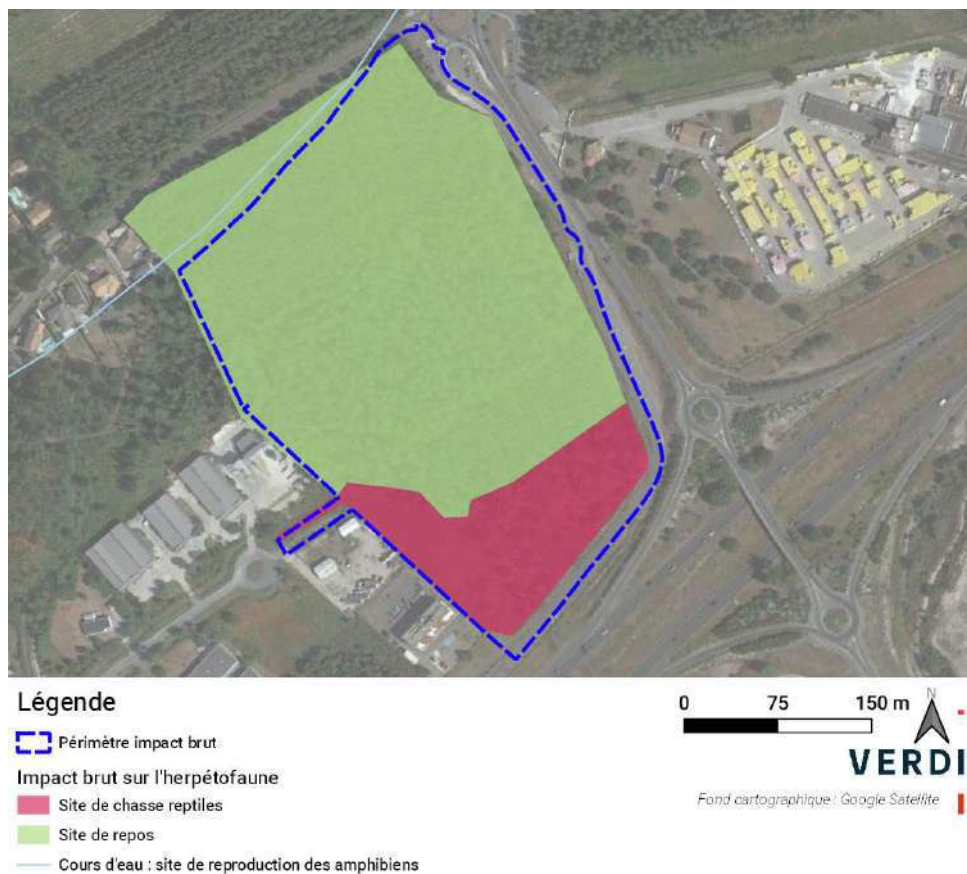 Légende
Périmètre impact brut
Impact brut sur l'herpétofaune
Site de chasse reptiles
Site de repos
Cours d'eau : site de reproduction des amphibiens
0 75 150 m
N
VERDI
Fond cartographique : Google Satellite